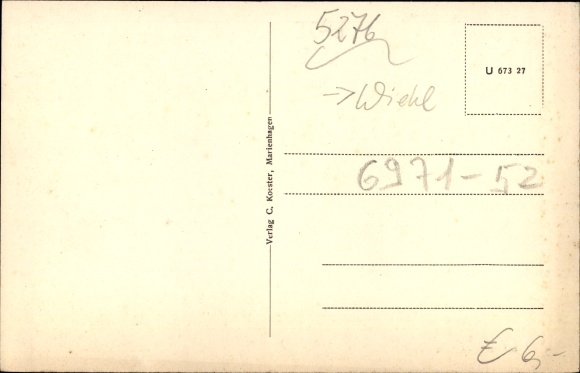 5276
→ Wiehl
U 673 27
6971-52
Verlag C. Koester, Marienhagen
€ 6,-